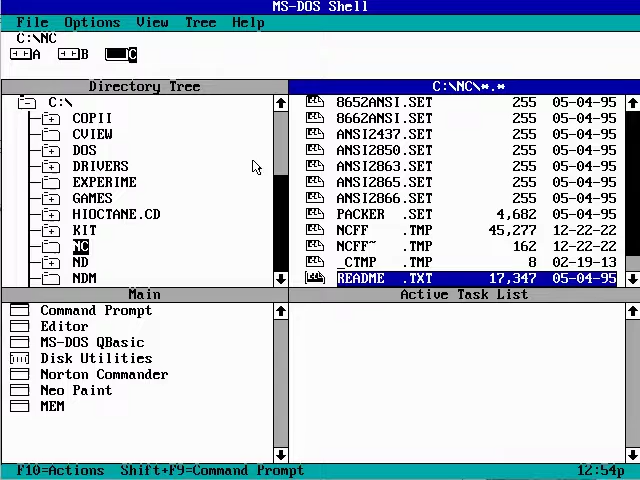 MS-DOS Shell
File Options View Tree Help
C:\NC
A B C
Directory Tree
C:\
COPII
CVIEW
DOS
DRIVERS
EXPERIME
GAMES
HIOCTANE.CD
KIT
NC
ND
NDM
C:\NC\*.*
8652ANSI.SET 255 05-04-95
8662ANSI.SET 255 05-04-95
ANSI2437.SET 255 05-04-95
ANSI2850.SET 255 05-04-95
ANSI2863.SET 255 05-04-95
ANSI2865.SET 255 05-04-95
ANSI2866.SET 255 05-04-95
PACKER .SET 4,682 05-04-95
NCFF .TMP 45,277 12-22-22
NCFF~ .TMP 162 12-22-22
_CTMP .TMP 8 02-19-13
README .TXT 17,347 05-04-95
Main
Command Prompt
Editor
MS-DOS QBasic
Disk Utilities
Norton Commander
Neo Paint
MEM
Active Task List
F10=Actions Shift+F9=Command Prompt 12:54p